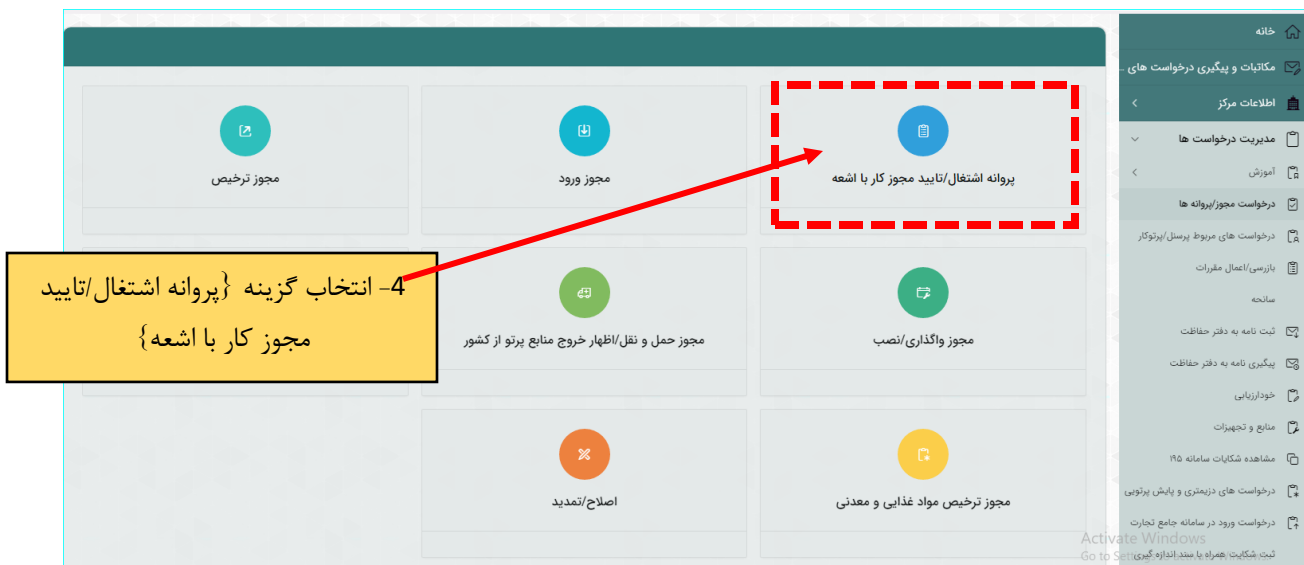 خانه
مکاتبات و پیگیری درخواست های ...
اطلاعات مرکز
مدیریت درخواست ها
آموزش
درخواست مجوز/پروانه ها
درخواست های مربوط پرسنل/پرتوکار
بازرسی/اعمال مقررات
سانحه
ثبت نامه به دفتر حفاظت
پیگیری نامه به دفتر حفاظت
خودارزیابی
منابع و تجهیزات
مشاهده شکایات سامانه ۱۹۵
درخواست های دزیمتری و پایش پرتویی
درخواست ورود در سامانه جامع تجارت
ثبت شکایت همراه با سند اندازه گیری
پروانه اشتغال/تایید مجوز کار با اشعه
مجوز ورود
مجوز ترخیص
4- انتخاب گزینه {پروانه اشتغال/تایید
مجوز کار با اشعه}
مجوز واگذاری/نصب
مجوز حمل و نقل/اظهار خروج منابع پرتو از کشور
مجوز ترخیص مواد غذایی و معدنی
اصلاح/تمدید
Activate Windows
Go to